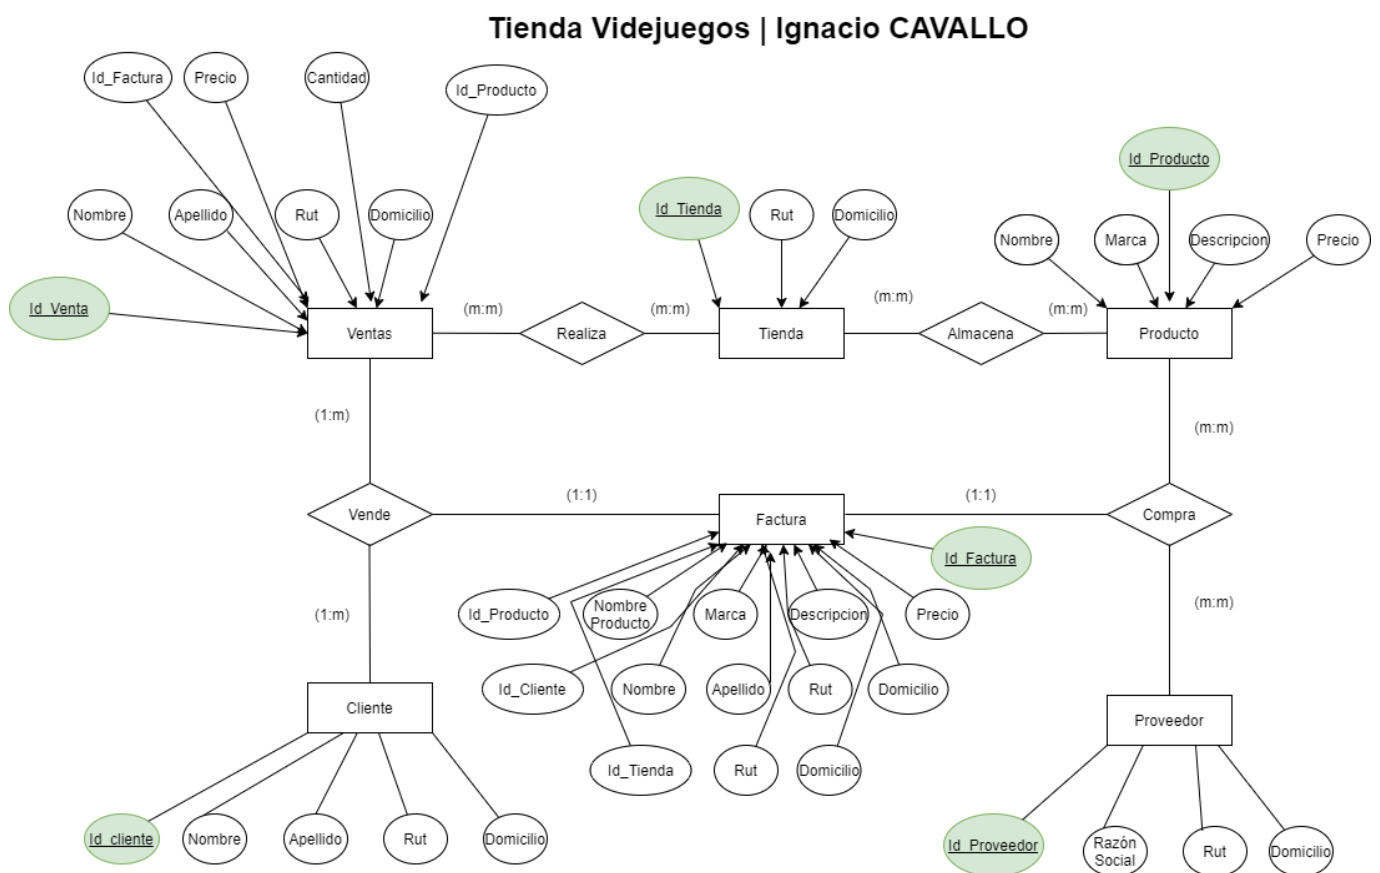 Tienda Videjuegos | Ignacio CAVALLO
Id_Factura
Precio
Cantidad
Id_Producto
Id_Producto
Nombre
Apellido
Rut
Domicilio
Id_Tienda
Rut
Domicilio
Nombre
Marca
Descripcion
Precio
Id_Venta
(m:m)
(m:m)
(m:m)
(m:m)
Ventas
Realiza
Tienda
Almacena
Producto
(1:m)
(m:m)
(1:1)
(1:1)
Vende
Factura
Compra
Id_Factura
Id_Producto
Nombre
Producto
Marca
Descripcion
Precio
(1:m)
(m:m)
Id_Cliente
Nombre
Apellido
Rut
Domicilio
Cliente
Proveedor
Id_Tienda
Rut
Domicilio
Id_cliente
Nombre
Apellido
Rut
Domicilio
Id_Proveedor
Razón
Social
Rut
Domicilio